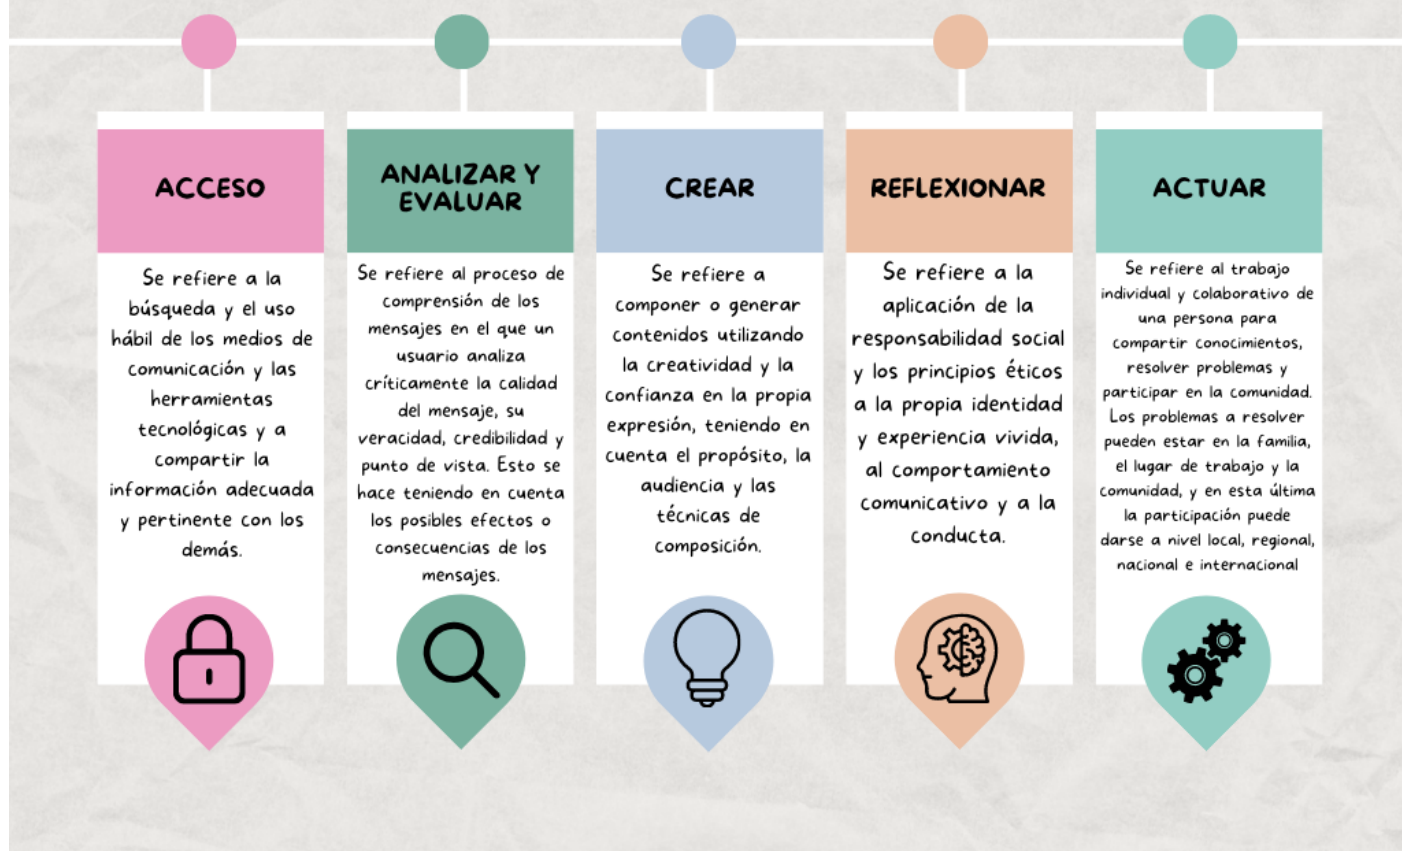 ACCESO
Se refiere a la
búsqueda y el uso
hábil de los medios de
comunicación y las
herramientas
tecnológicas y a
compartir la
información adecuada
y pertinente con los
demás.
ANALIZAR Y
EVALUAR
Se refiere al proceso de
comprensión de los
mensajes en el que un
usuario analiza
críticamente la calidad
del mensaje, su
veracidad, credibilidad y
punto de vista. Esto se
hace teniendo en cuenta
los posibles efectos o
consecuencias de los
mensajes.
CREAR
Se refiere a
componer o generar
contenidos utilizando
la creatividad y la
confianza en la propia
expresión, teniendo en
cuenta el propósito, la
audiencia y las
técnicas de
composición.
REFLEXIONAR
Se refiere a la
aplicación de la
responsabilidad social
y los principios éticos
a la propia identidad
y experiencia vivida,
al comportamiento
comunicativo y a la
conducta.
ACTUAR
Se refiere al trabajo
individual y colaborativo de
una persona para
compartir conocimientos,
resolver problemas y
participar en la comunidad.
Los problemas a resolver
pueden estar en la familia,
el lugar de trabajo y la
comunidad, y en esta última
la participación puede
darse a nivel local, regional,
nacional e internacional